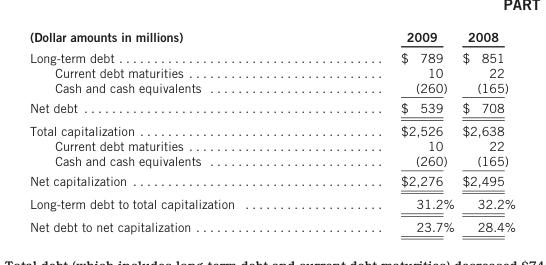 PART
(Dollar amounts in millions) 2009 2008
Long-term debt . . . . . . . . . . . . . . . . . . . . . . . . . . . . . . . . . . . . . . $ 789 $ 851
Current debt maturities . . . . . . . . . . . . . . . . . . . . . . . . . . . . 10 22
Cash and cash equivalents . . . . . . . . . . . . . . . . . . . . . . . . . (260) (165)
Net debt . . . . . . . . . . . . . . . . . . . . . . . . . . . . . . . . . . . . . . . . . . $ 539 $ 708
Total capitalization . . . . . . . . . . . . . . . . . . . . . . . . . . . . . . . . . . $2,526 $2,638
Current debt maturities . . . . . . . . . . . . . . . . . . . . . . . . . . . . 10 22
Cash and cash equivalents . . . . . . . . . . . . . . . . . . . . . . . . . (260) (165)
Net capitalization . . . . . . . . . . . . . . . . . . . . . . . . . . . . . . . . . . . $2,276 $2,495
Long-term debt to total capitalization . . . . . . . . . . . . . . . . . . . 31.2% 32.2%
Net debt to net capitalization . . . . . . . . . . . . . . . . . . . . . . . . . . 23.7% 28.4%
Total debt (which includes long-term debt and current debt maturities) decreased $74